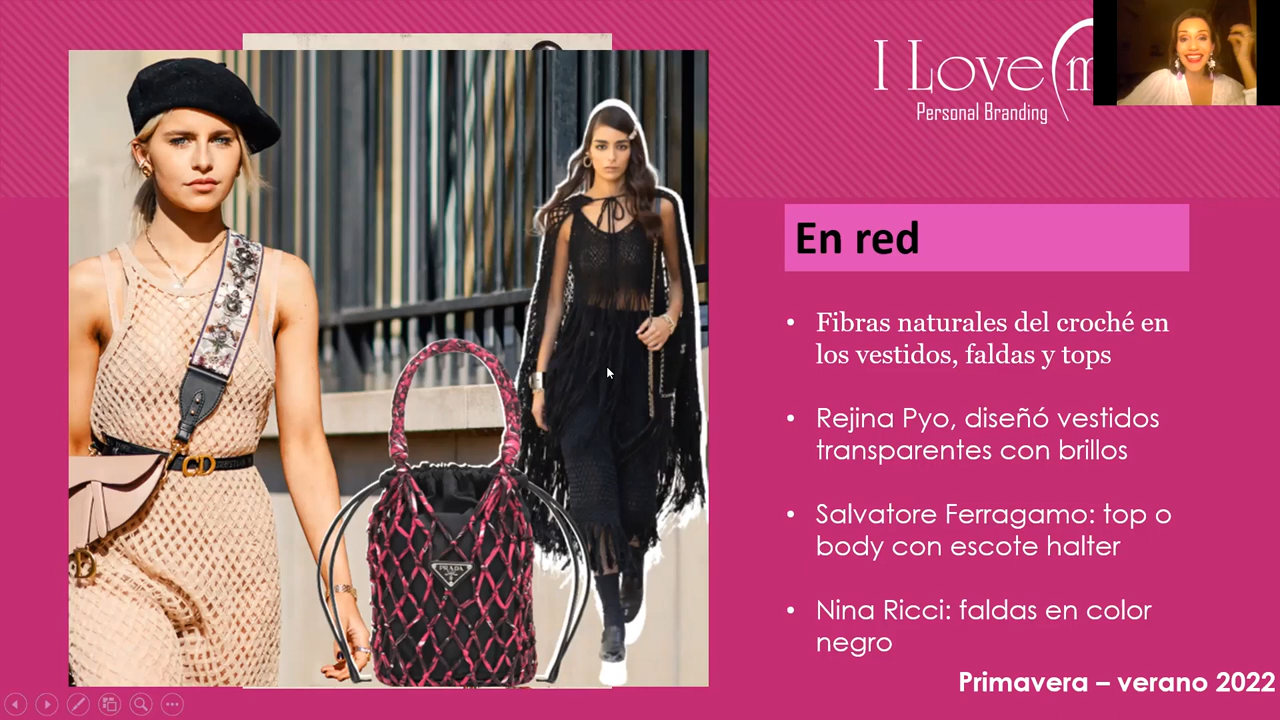 I Love m
Personal Branding
En red
• Fibras naturales del croché en
los vestidos, faldas y tops
• Rejina Pyo, diseñó vestidos
transparentes con brillos
• Salvatore Ferragamo: top o
body con escote halter
• Nina Ricci: faldas en color
negro
Primavera – verano 2022
CD
PRADA